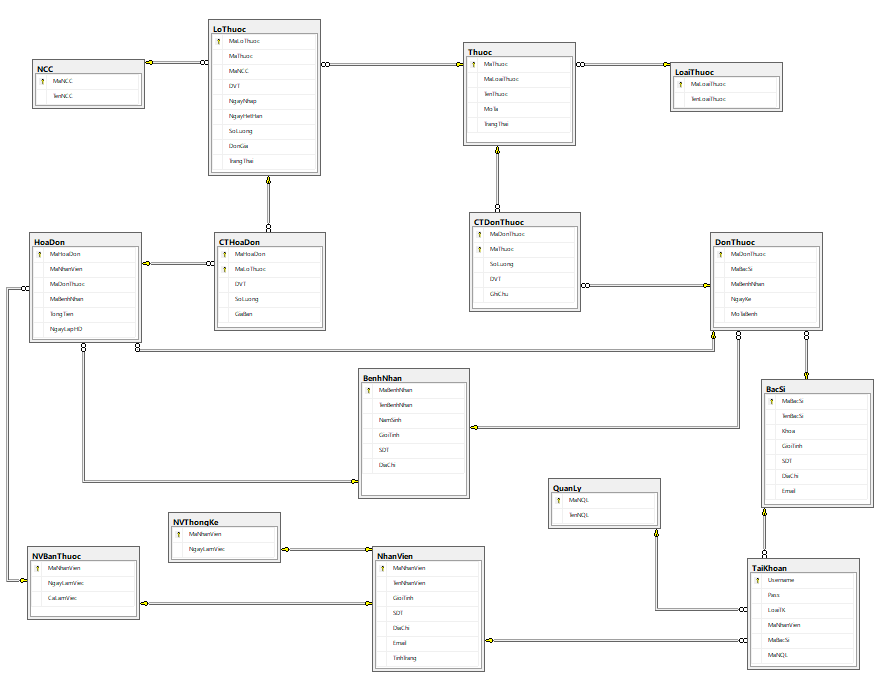 LoThuoc
MaLoThuoc
MaThuoc
MaNCC
DVT
NgayNhap
NgayHetHan
SoLuong
DonGia
TrangThai
NCC
MaNCC
TenNCC
Thuoc
MaThuoc
MaLoaiThuoc
TenThuoc
MoTa
TrangThai
LoaiThuoc
MaLoaiThuoc
TenLoaiThuoc
HoaDon
MaHoaDon
MaNhanVien
MaDonThuoc
MaBenhNhan
TongTien
NgayLapHD
CTHoaDon
MaHoaDon
MaLoThuoc
DVT
SoLuong
GiaBan
CTDonThuoc
MaDonThuoc
MaThuoc
SoLuong
DVT
GhiChu
DonThuoc
MaDonThuoc
MaBacSi
MaBenhNhan
NgayKe
MoTaBenh
BenhNhan
MaBenhNhan
TenBenhNhan
NamSinh
GioiTinh
SDT
DiaChi
BacSi
MaBacSi
TenBacSi
Khoa
GioiTinh
SDT
DiaChi
Email
QuanLy
MaNQL
TenNQL
NVThongKe
MaNhanVien
NgayLamViec
NVBanThuoc
MaNhanVien
NgayLamViec
CaLamViec
NhanVien
MaNhanVien
TenNhanVien
GioiTinh
SDT
DiaChi
Email
TinhTrang
TaiKhoan
Username
Pass
LoaiTK
MaNhanVien
MaBacSi
MaNQL